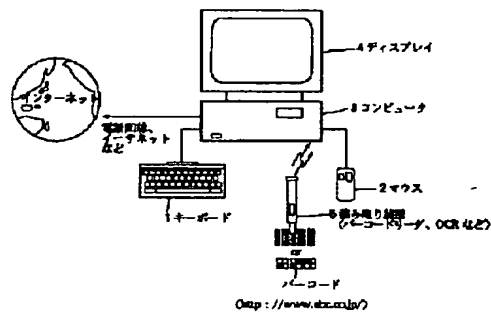 4ディスプレイ
インターネット
3コンピュータ
電話回線、
イーサネット
など
2マウス
1キーボード
5読み取り装置
(バーコードリーダ、OCRなど)
or
バーコード